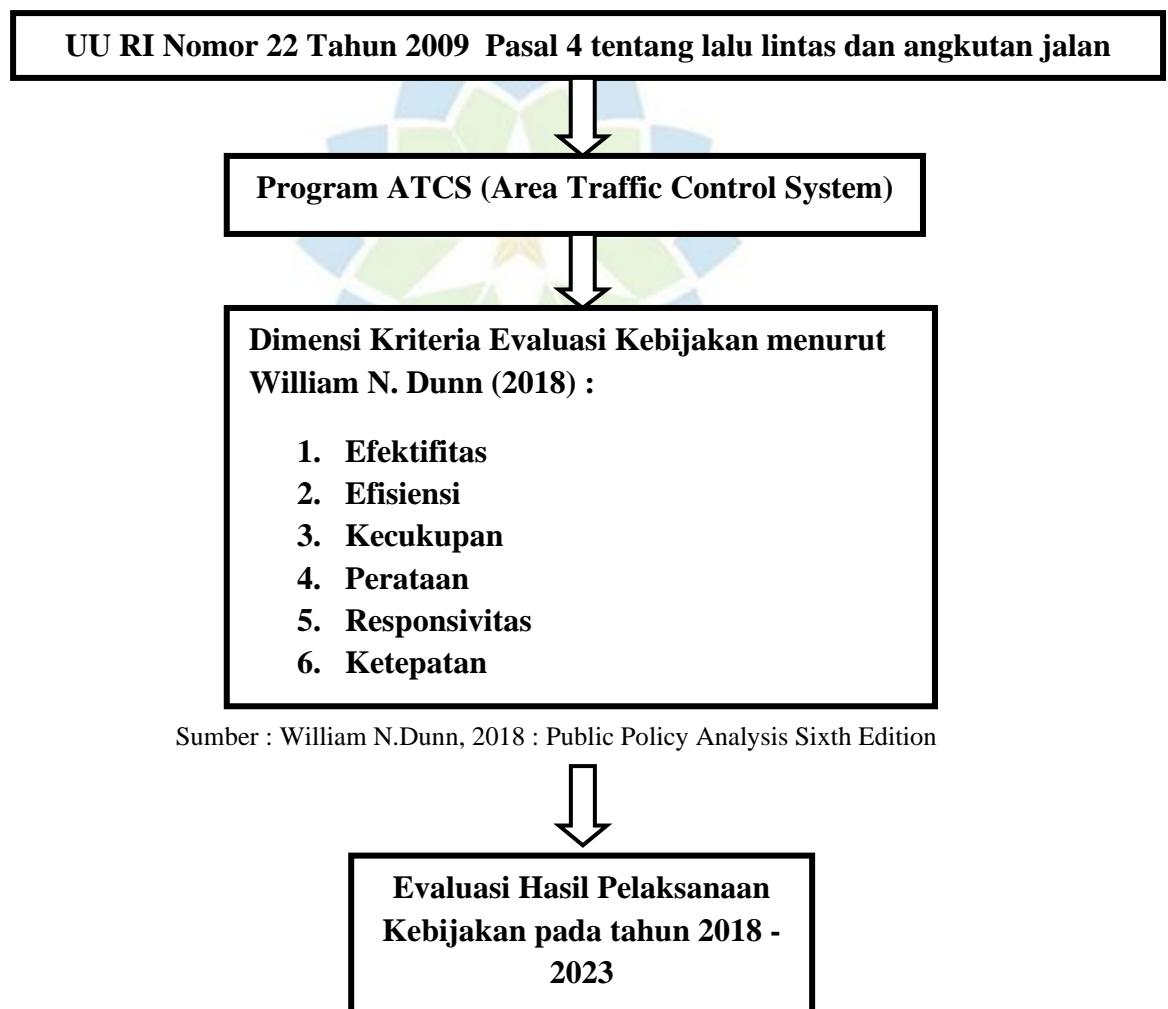 UU RI Nomor 22 Tahun 2009 Pasal 4 tentang lalu lintas dan angkutan jalan
Program ATCS (Area Traffic Control System)
Dimensi Kriteria Evaluasi Kebijakan menurut
William N. Dunn (2018) :
1. Efektifitas
2. Efisiensi
3. Kecukupan
4. Perataan
5. Responsivitas
6. Ketepatan
Sumber : William N.Dunn, 2018 : Public Policy Analysis Sixth Edition
Evaluasi Hasil Pelaksanaan
Kebijakan pada tahun 2018 -
2023